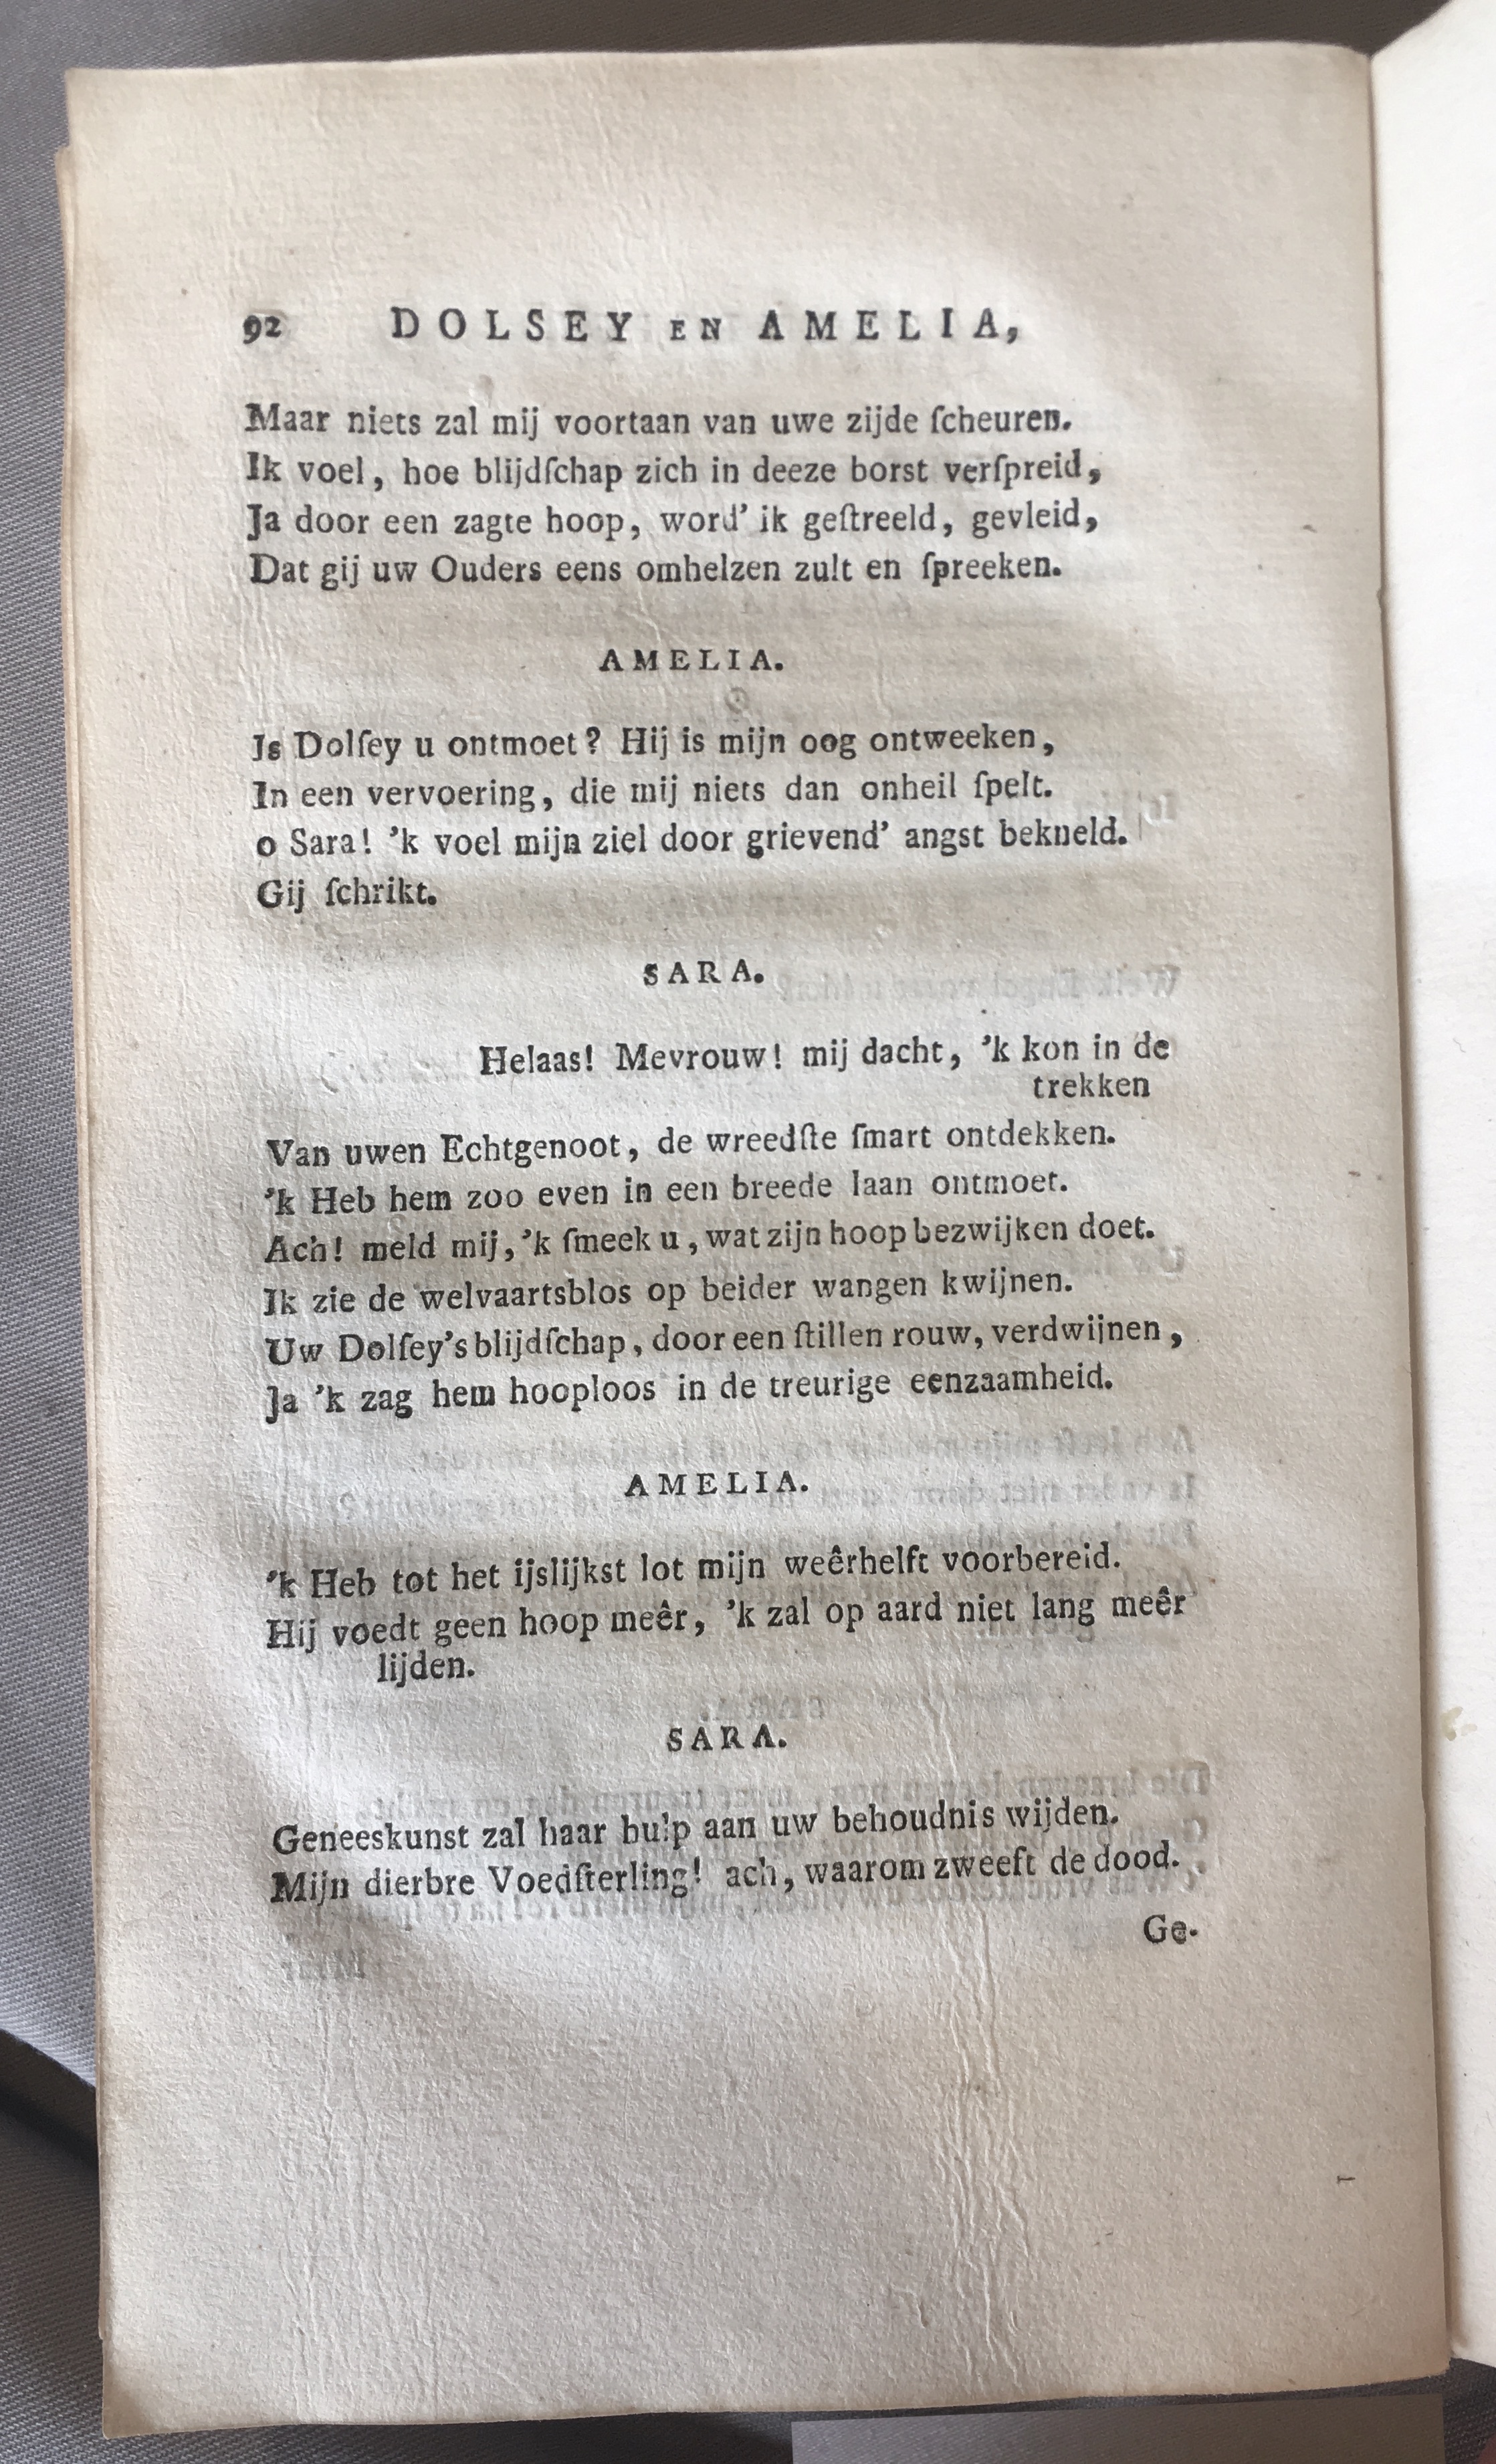 92 DOLSEY EN AMELIA,
Maar niets zal mij voortaan van uwe zijde ſcheuren.
Ik voel, hoe blijdſchap zich in deeze borst verſpreid,
Ja door een zagte hoop, word' ik geſtreeld, gevleid,
Dat gij uw Ouders eens omhelzen zult en ſpreeken.
AMELIA.
Is Dolſey u ontmoet? Hij is mijn oog ontweeken,
In een vervoering, die mij niets dan onheil ſpelt.
o Sara! 'k voel mijn ziel door grievend' angst bekneld.
Gij ſchrikt.
SARA.
Helaas! Mevrouw! mij dacht, 'k kon in de
trekken
Van uwen Echtgenoot, de wreedſte ſmart ontdekken.
'k Heb hem zoo even in een breede laan ontmoet.
Ach! meld mij, 'k ſmeek u, wat zijn hoop bezwijken doet.
Ik zie de welvaartsblos op beider wangen kwijnen.
Uw Dolſey's blijdſchap, door een ſtillen rouw, verdwijnen,
Ja 'k zag hem hooploos in de treurige eenzaamheid.
AMELIA.
'k Heb tot het ijslijkst lot mijn weêrhelft voorbereid.
Hij voedt geen hoop meêr, 'k zal op aard niet lang meêr
lijden.
SARA.
Geneeskunst zal haar hulp aan uw behoudnis wijden.
Mijn dierbre Voedſterling! ach, waarom zweeft de dood.
Ge-